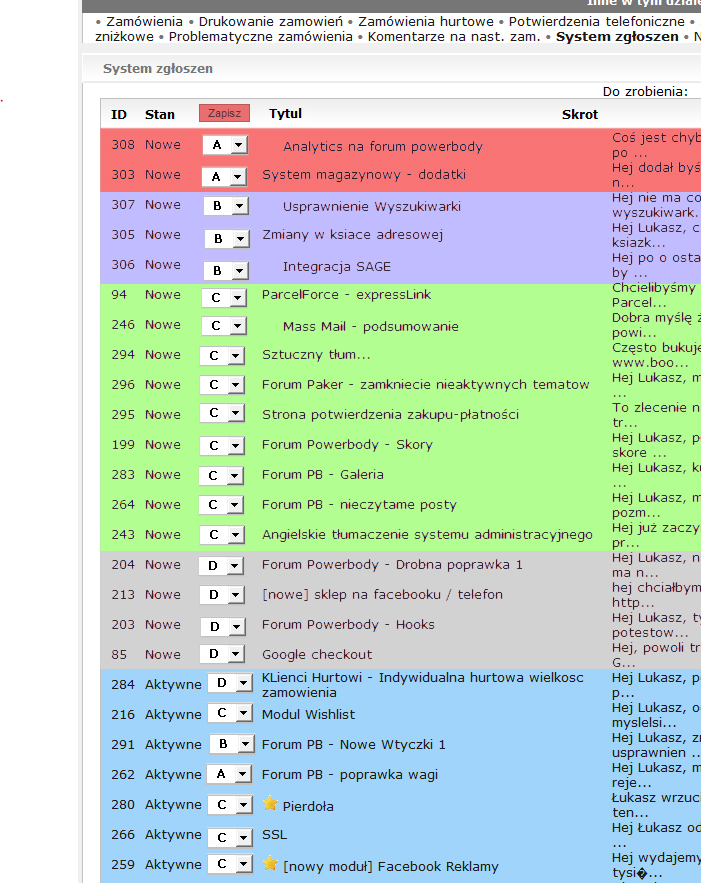 Inne w tym dziale
• Zamówienia • Drukowanie zamowień • Zamówienia hurtowe • Potwierdzenia telefoniczne •
zniżkowe • Problematyczne zamówienia • Komentarze na nast. zam. • System zgłoszen • N
System zgłoszen
Do zrobienia:
ID Stan Zapisz Tytul Skrot
308 Nowe A Analytics na forum powerbody Coś jest chyb
po ...
303 Nowe A System magazynowy - dodatki Hej dodał byś
n...
307 Nowe B Usprawnienie Wyszukiwarki Hej nie ma co
wyszukiwark.
305 Nowe B Zmiany w ksiace adresowej Hej Lukasz, c
ksiazk...
306 Nowe B Integracja SAGE Hej po o osta
by ...
94 Nowe C ParcelForce - expressLink Chcielibyśmy
Parcel...
246 Nowe C Mass Mail - podsumowanie Dobra myślę ż
powi...
294 Nowe C Sztuczny tłum... Często bukuje
www.boo...
296 Nowe C Forum Paker - zamkniecie nieaktywnych tematow Hej Lukasz, m
...
295 Nowe C Strona potwierdzenia zakupu-płatności To zlecenie n
tr...
199 Nowe C Forum Powerbody - Skory Hej Lukasz, p
skore ...
283 Nowe C Forum PB - Galeria Hej Lukasz, ku
...
264 Nowe C Forum PB - nieczytame posty Hej Lukasz, m
pozm...
243 Nowe C Angielskie tłumaczenie systemu administracyjnego Hej już zaczy
pr...
204 Nowe D Forum Powerbody - Drobna poprawka 1 Hej Lukasz, n
ma n...
213 Nowe D [nowe] sklep na facebooku / telefon hej chciałbym
http...
203 Nowe D Forum Powerbody - Hooks Hej Lukasz, ty
potestow...
85 Nowe D Google checkout Hej, powoli tr
G...
284 Aktywne D KLienci Hurtowi - Indywidualna hurtowa wielkosc Hej Lukasz, p
zamowienia p...
216 Aktywne C Modul Wishlist Hej Lukasz, o
myslelsi...
291 Aktywne B Forum PB - Nowe Wtyczki 1 Hej Lukasz, zr
usprawnien ..
262 Aktywne A Forum PB - poprawka wagi Hej Lukasz, m
reje...
280 Aktywne C Pierdoła Łukasz wrzuc
ten...
266 Aktywne C SSL Hej Łukasz od
...
259 Aktywne C [nowy moduł] Facebook Reklamy Hej wydajemy
tysi�...